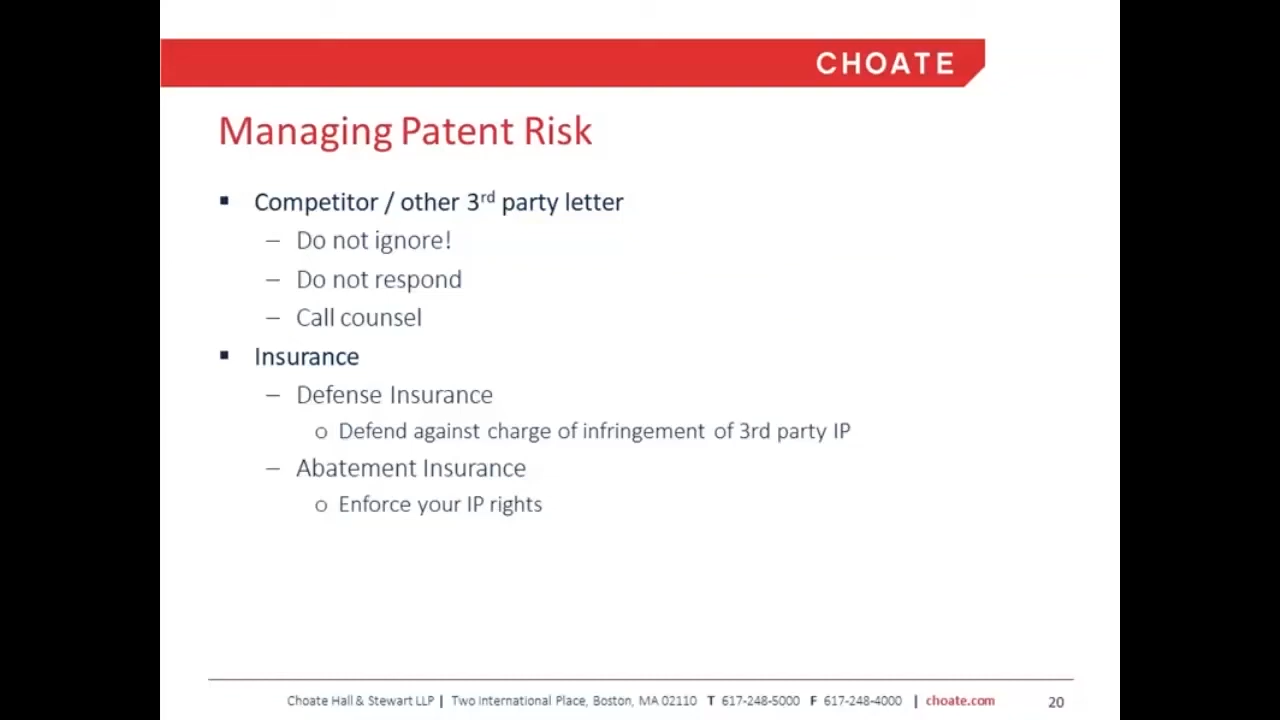 CHOATE
Managing Patent Risk
▪ Competitor / other 3rd party letter
– Do not ignore!
– Do not respond
– Call counsel
▪ Insurance
– Defense Insurance
o Defend against charge of infringement of 3rd party IP
– Abatement Insurance
o Enforce your IP rights
Choate Hall & Stewart LLP | Two International Place, Boston, MA 02110 T 617-248-5000 F 617-248-4000 | choate.com 20